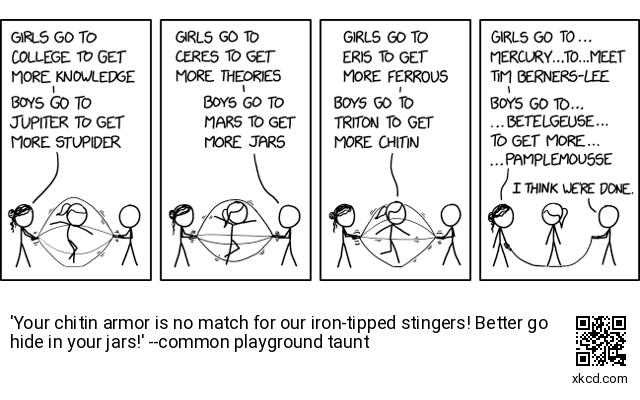 GIRLS GO TO
COLLEGE TO GET
MORE KNOWLEDGE
BOYS GO TO
JUPITER TO GET
MORE STUPIDER
GIRLS GO TO
CERES TO GET
MORE THEORIES
BOYS GO TO
MARS TO GET
MORE JARS
GIRLS GO TO
ERIS TO GET
MORE FERROUS
BOYS GO TO
TRITON TO GET
MORE CHITIN
GIRLS GO TO...
MERCURY...TO...MEET
TIM BERNERS-LEE
BOYS GO TO...
...BETELGEUSE...
TO GET MORE...
...PAMPLEMOUSSE
I THINK WE'RE DONE.
'Your chitin armor is no match for our iron-tipped stingers! Better go
hide in your jars!' --common playground taunt
xkcd.com